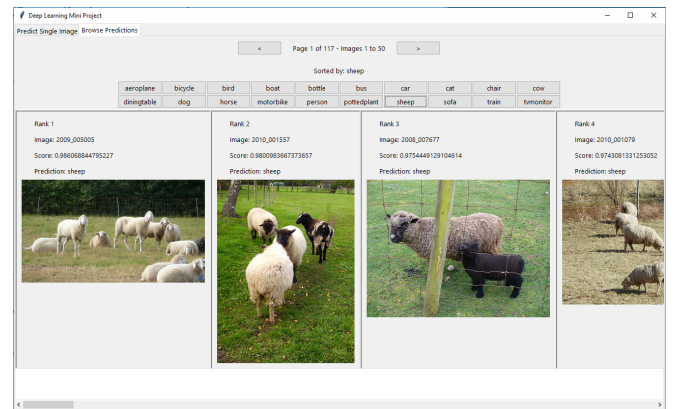 Deep Learning Mini Project
Predict Single Image Browse Predictions
< Page 1 of 117 - Images 1 to 50 >
Sorted by: sheep
aeroplane bicycle bird boat bottle bus car cat chair cow
diningtable dog horse motorbike person pottedplant sheep sofa train tvmonitor
Rank 1
Image: 2009_005005
Score: 0.986068844795227
Prediction: sheep
Rank 2
Image: 2010_001557
Score: 0.9800983667373657
Prediction: sheep
Rank 3
Image: 2008_007677
Score: 0.9754449129104614
Prediction: sheep
Rank 4
Image: 2010_001079
Score: 0.9743081331253052
Prediction: sheep